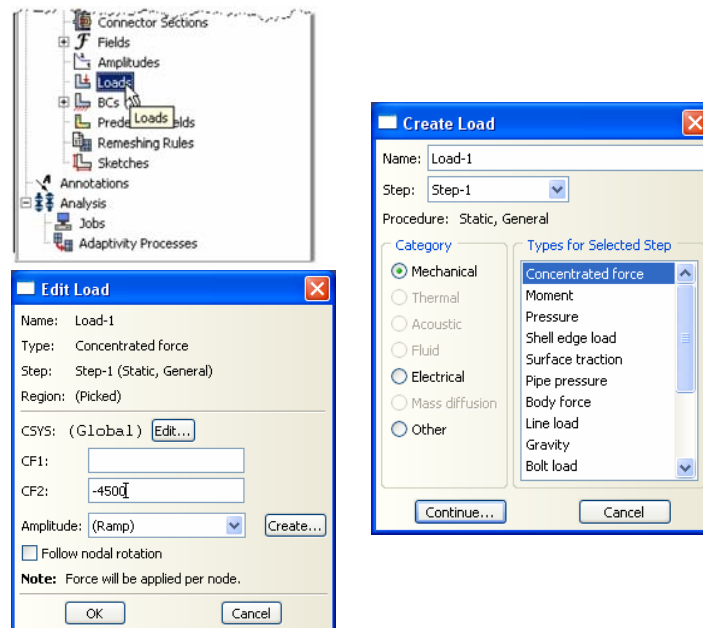 Connector Sections
F Fields
Amplitudes
Loads
BCs
Loads
Prede
elds
Remeshing Rules
Sketches
Annotations
Analysis
Jobs
Adaptivity Processes
Edit Load
Name: Load-1
Type: Concentrated force
Step: Step-1 (Static, General)
Region: (Picked)
CSYS: (Global) Edit...
CF1:
CF2: -4500
Amplitude: (Ramp) Create...
Follow nodal rotation
Note: Force will be applied per node.
OK Cancel
Create Load
Name: Load-1
Step: Step-1
Procedure: Static, General
Category
Mechanical
Thermal
Acoustic
Fluid
Electrical
Mass diffusion
Other
Types for Selected Step
Concentrated force
Moment
Pressure
Shell edge load
Surface traction
Pipe pressure
Body force
Line load
Gravity
Bolt load
Continue... Cancel